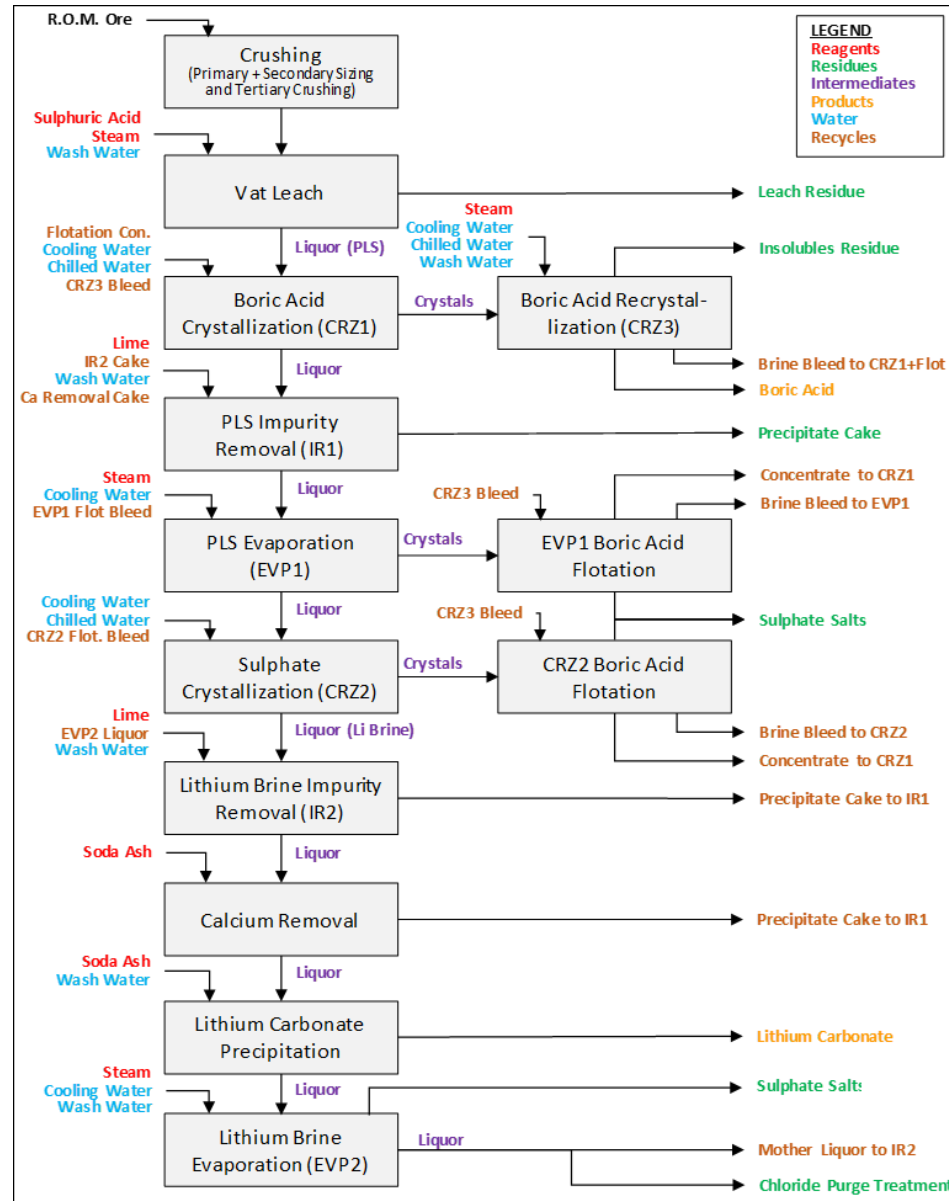 R.O.M. Ore
Crushing
(Primary + Secondary Sizing
and Tertiary Crushing)
LEGEND
Reagents
Residues
Intermediates
Products
Water
Recycles
Sulphuric Acid
Steam
Wash Water
Vat Leach
Leach Residue
Liquor (PLS)
Flotation Con.
Cooling Water
Chilled Water
CRZ3 Bleed
Steam
Cooling Water
Chilled Water
Wash Water
Insolubles Residue
Boric Acid
Crystallization (CRZ1)
Crystals
Boric Acid Recrystal-
lization (CRZ3)
Brine Bleed to CRZ1+Flot
Boric Acid
Lime
IR2 Cake
Wash Water
Ca Removal Cake
Liquor
PLS Impurity
Removal (IR1)
Precipitate Cake
Steam
Cooling Water
EVP1 Flot Bleed
Liquor
CRZ3 Bleed
Concentrate to CRZ1
Brine Bleed to EVP1
PLS Evaporation
(EVP1)
Crystals
EVP1 Boric Acid
Flotation
Cooling Water
Chilled Water
CRZ2 Flot. Bleed
Liquor
CRZ3 Bleed
Sulphate Salts
Sulphate
Crystallization (CRZ2)
Crystals
CRZ2 Boric Acid
Flotation
Brine Bleed to CRZ2
Concentrate to CRZ1
Lime
EVP2 Liquor
Wash Water
Liquor (Li Brine)
Lithium Brine Impurity
Removal (IR2)
Precipitate Cake to IR1
Soda Ash
Liquor
Calcium Removal
Precipitate Cake to IR1
Soda Ash
Wash Water
Liquor
Lithium Carbonate
Precipitation
Lithium Carbonate
Steam
Cooling Water
Wash Water
Liquor
Sulphate Salts
Lithium Brine
Evaporation (EVP2)
Liquor
Mother Liquor to IR2
Chloride Purge Treatment